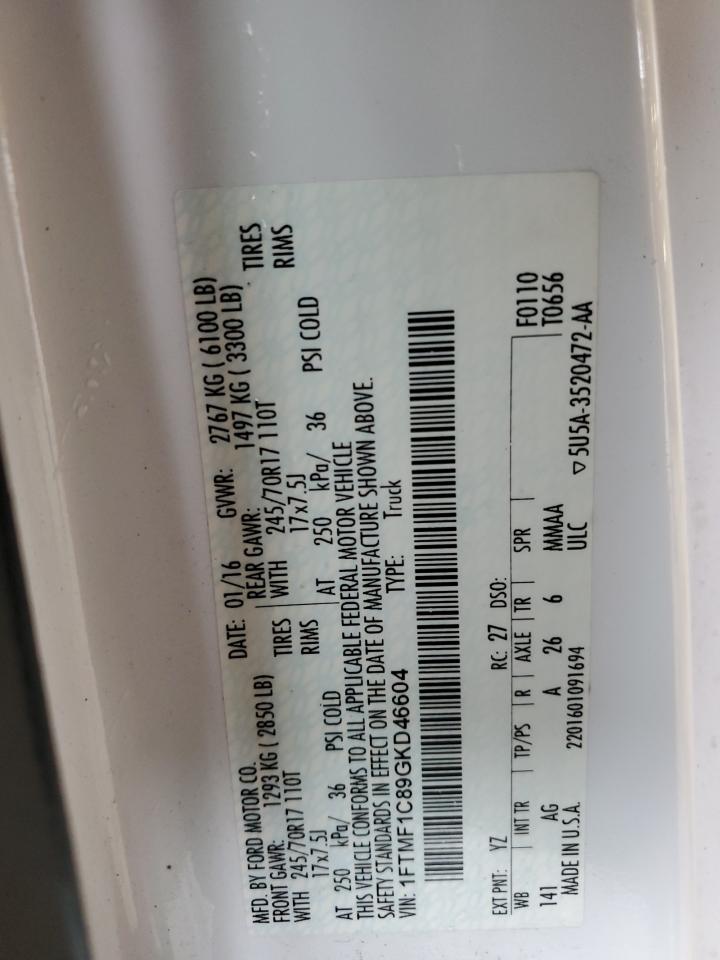 MFD. BY FORD MOTOR CO. DATE: 01/16 GVWR: 2767 KG ( 6100 LB)
FRONT GAWR: 1293 KG ( 2850 LB) REAR GAWR: 1497 KG ( 3300 LB)
WITH 245/70R17 110T TIRES WITH 245/70R17 110T TIRES
17x7.5J RIMS 17x7.5J RIMS
AT 250 kPa/ 36 PSI COLD AT 250 kPa/ 36 PSI COLD
THIS VEHICLE CONFORMS TO ALL APPLICABLE FEDERAL MOTOR VEHICLE
SAFETY STANDARDS IN EFFECT ON THE DATE OF MANUFACTURE SHOWN ABOVE.
VIN: 1FTMF1C89GKD46604 TYPE: Truck
EXT PNT: YZ RC: 27 DSO:
WB INT TR TP/PS R AXLE TR SPR F0110
141 AG A 26 6 MMAA T0656
MADE IN U.S.A. 2201601091694 ULC ▽5U5A-3520472-AA